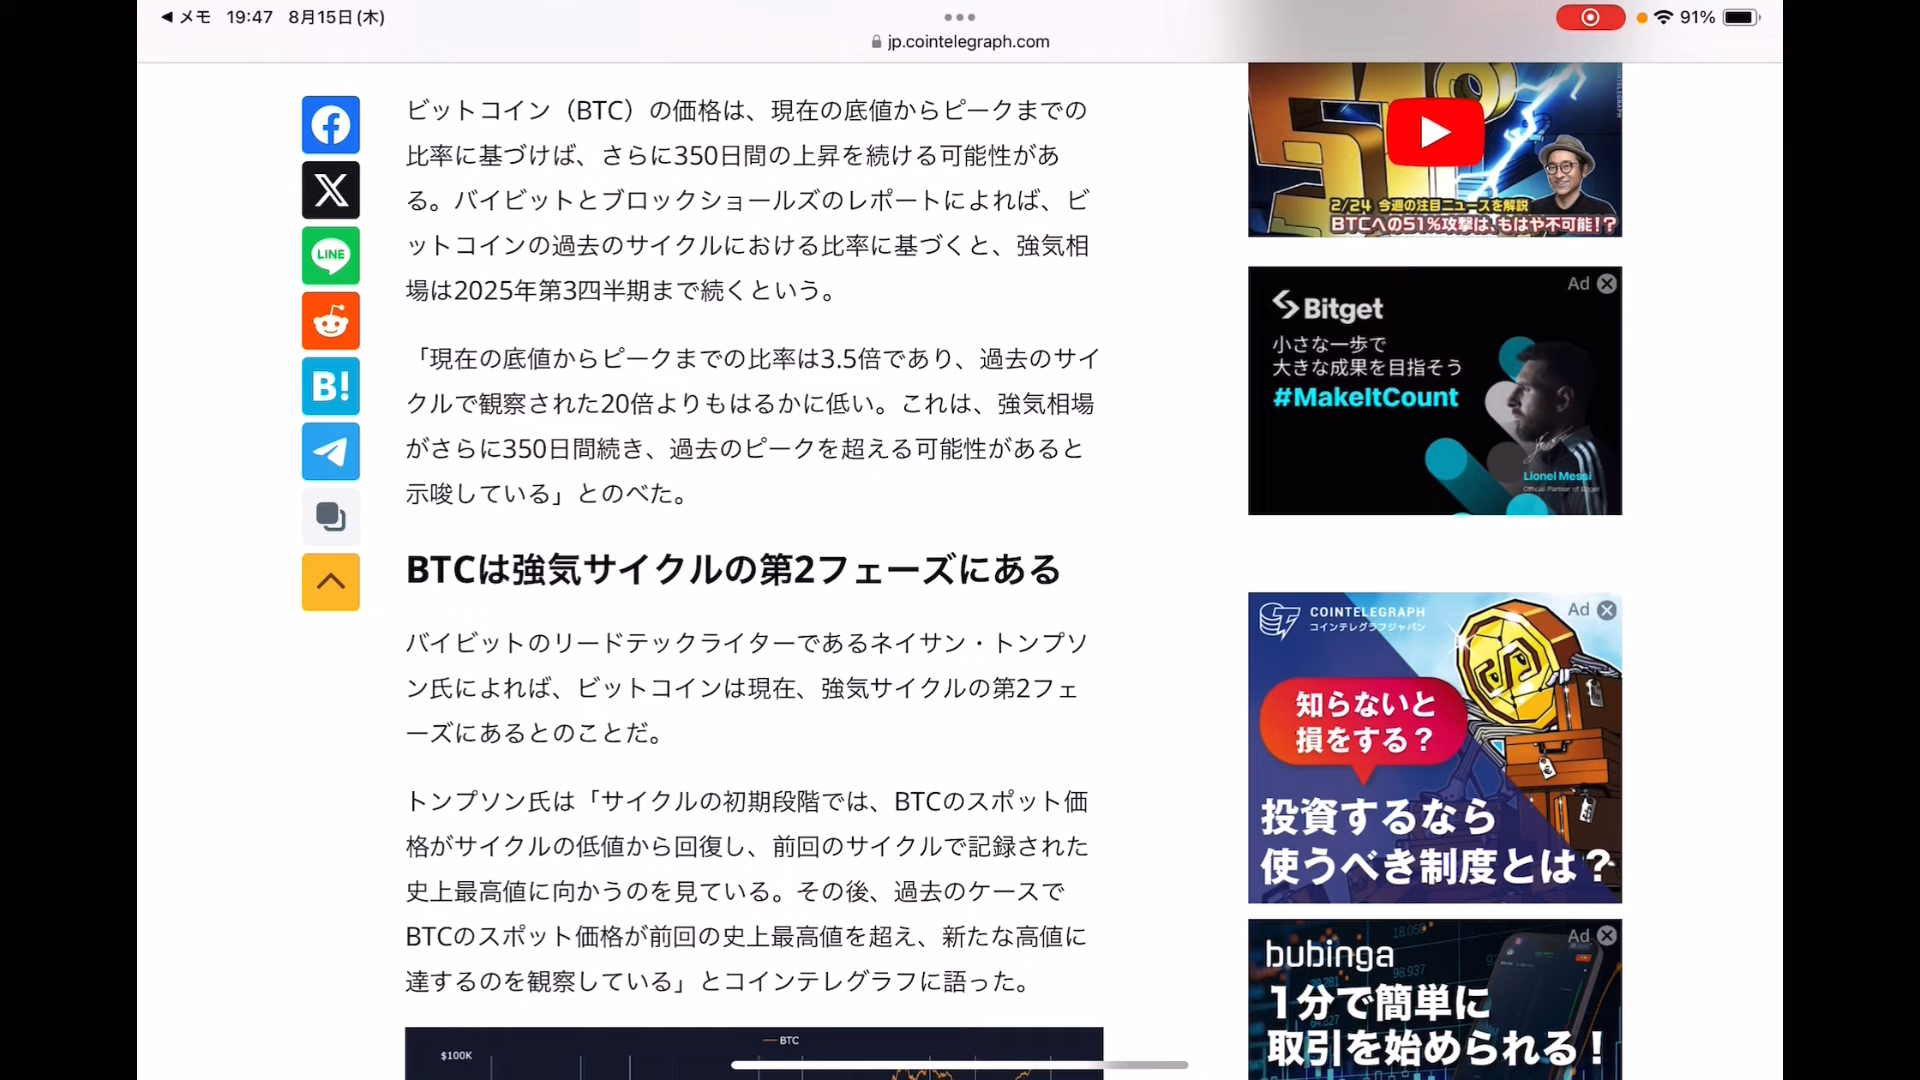 メモ 19:47 8月15日(木)
91%
jp.cointelegraph.com
ビットコイン（BTC）の価格は、現在の底値からピークまでの
比率に基づけば、さらに350日間の上昇を続ける可能性があ
る。バイビットとブロックショールズのレポートによれば、ビ
ットコインの過去のサイクルにおける比率に基づくと、強気相
場は2025年第3四半期まで続くという。
「現在の底値からピークまでの比率は3.5倍であり、過去のサイ
クルで観察された20倍よりもはるかに低い。これは、強気相場
がさらに350日間続き、過去のピークを超える可能性があると
示唆している」とのべた。
BTCは強気サイクルの第2フェーズにある
バイビットのリードテックライターであるネイサン・トンプソ
ン氏によれば、ビットコインは現在、強気サイクルの第2フェ
ーズにあるとのことだ。
トンプソン氏は「サイクルの初期段階では、BTCのスポット価
格がサイクルの低値から回復し、前回のサイクルで記録された
史上最高値に向かうのを見ている。その後、過去のケースで
BTCのスポット価格が前回の史上最高値を超え、新たな高値に
達するのを観察している」とコインテレグラフに語った。
BTC
$100K
LINE
B!
2/24 今週の注目ニュースを解説
BTCへの51%攻撃は、もはや不可能！？
Ad
Bitget
小さな一歩で
大きな成果を目指そう
#MakeItCount
Lionel Messi
Official Partner of Bitget
Ad
COINTELEGRAPH
コインテレグラフジャパン
知らないと
損をする？
投資するなら
使うべき制度とは？
Ad
bubinga
18.050
98.937
1分で簡単に
取引を始められる！